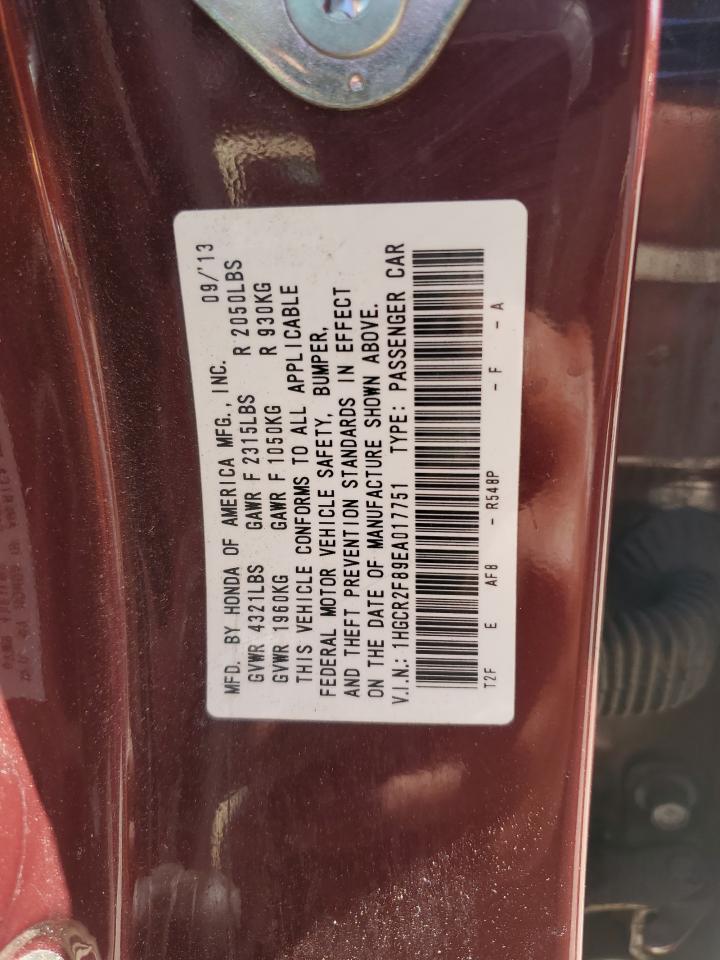 MFD. BY HONDA OF AMERICA MFG., INC. 09/'13
GVWR 4321LBS GAWR F 2315LBS R 2050LBS
GVWR 1960KG GAWR F 1050KG R 930KG
THIS VEHICLE CONFORMS TO ALL APPLICABLE
FEDERAL MOTOR VEHICLE SAFETY, BUMPER,
AND THEFT PREVENTION STANDARDS IN EFFECT
ON THE DATE OF MANUFACTURE SHOWN ABOVE.
V.I.N.: 1HGCR2F89EA017751 TYPE: PASSENGER CAR
T2F E AF8 - R548P - F - A